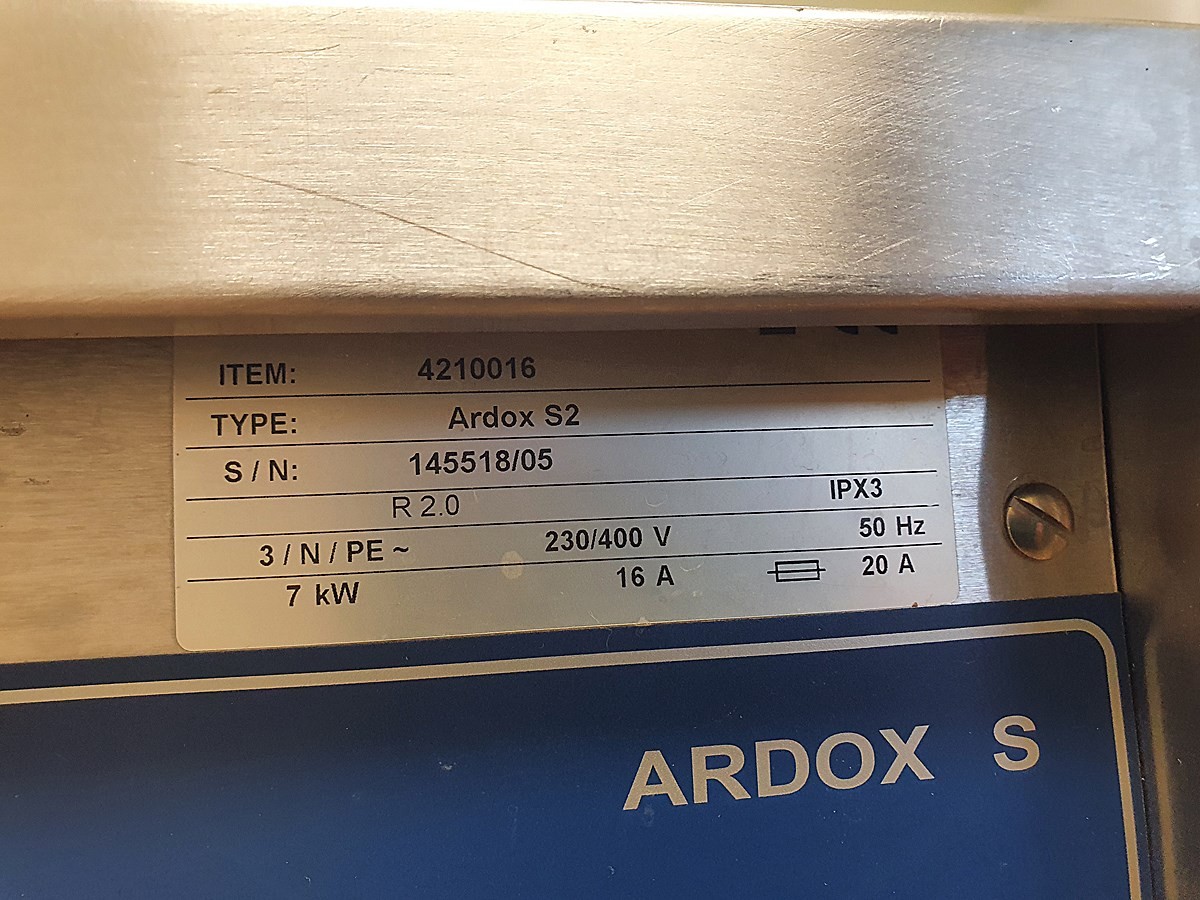 ITEM: 4210016
TYPE: Ardox S2
S / N: 145518/05
R 2.0 IPX3
3 / N / PE ~ 230/400 V 50 Hz
7 kW 16 A 20 A
ARDOX S